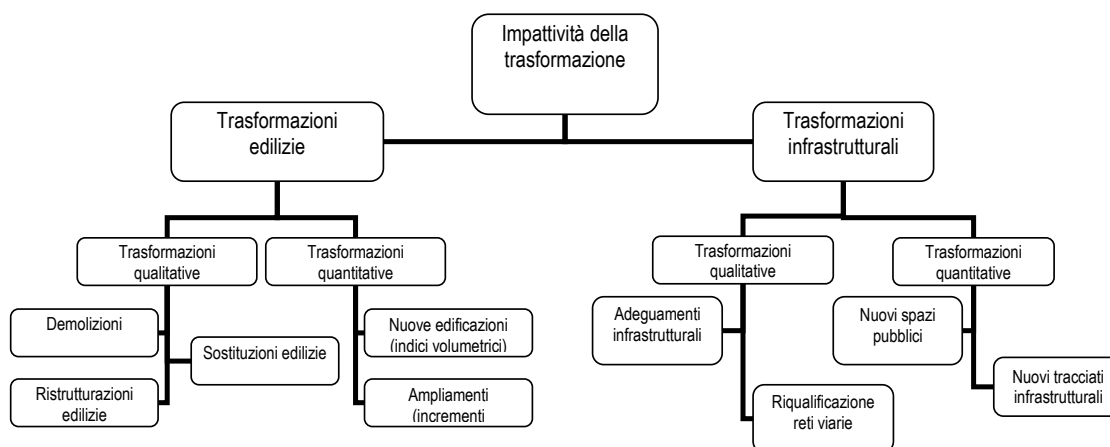 Impattività della
trasformazione
Trasformazioni
edilizie
Trasformazioni
infrastrutturali
Trasformazioni
qualitative
Trasformazioni
quantitative
Trasformazioni
qualitative
Trasformazioni
quantitative
Demolizioni
Sostituzioni edilizie
Ristrutturazioni
edilizie
Nuove edificazioni
(indici volumetrici)
Ampliamenti
(incrementi
Adeguamenti
infrastrutturali
Riqualificazione
reti viarie
Nuovi spazi
pubblici
Nuovi tracciati
infrastrutturali